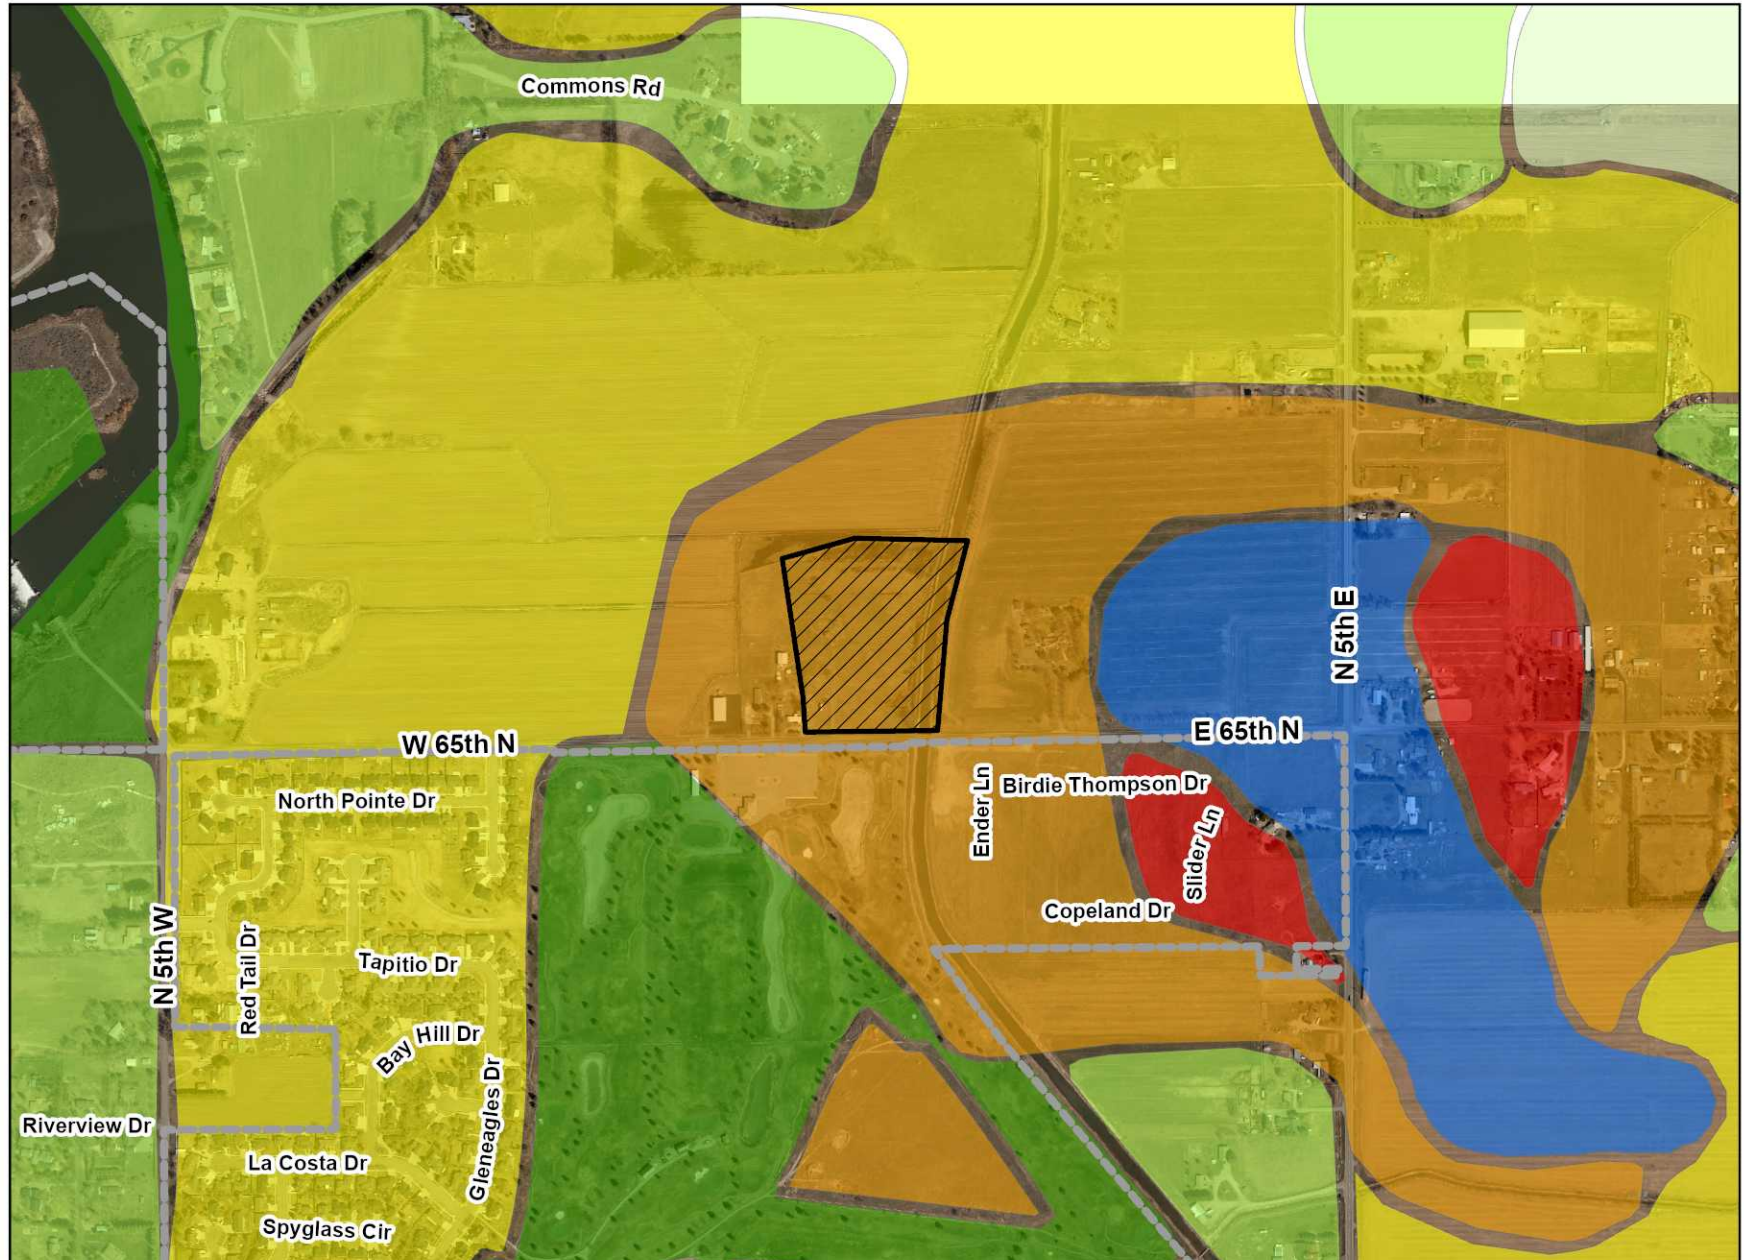 Commons Rd
N 5th E
W 65th N
E 65th N
North Pointe Dr
Ender Ln
Birdie Thompson Dr
Slider Ln
Copeland Dr
N 5th W
Red Tail Dr
Tapitio Dr
Bay Hill Dr
Gleneagles Dr
Riverview Dr
La Costa Dr
Spyglass Cir